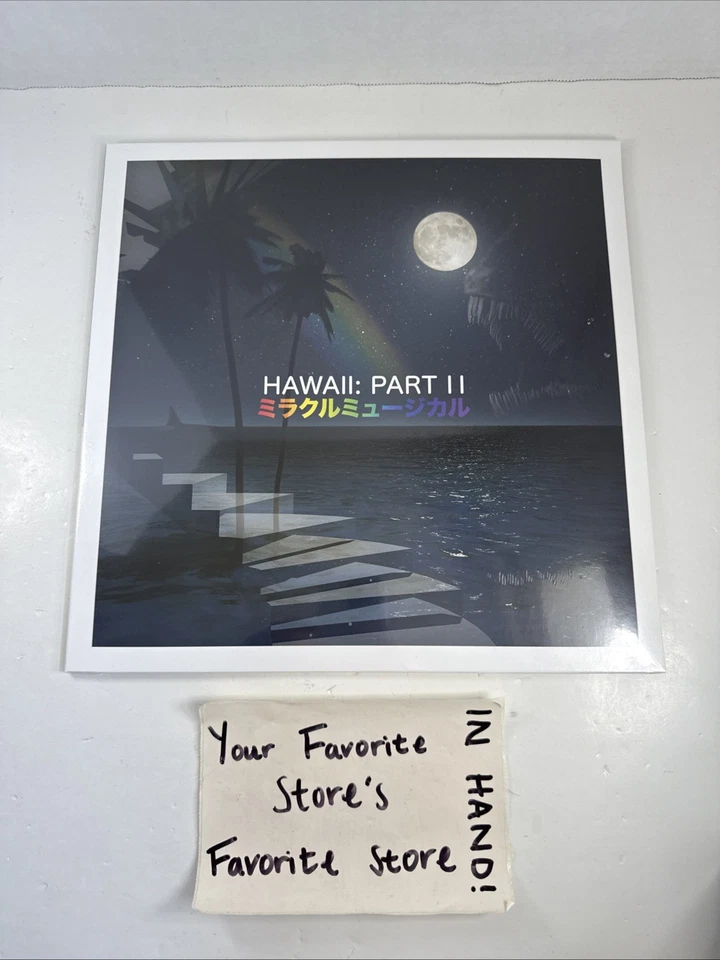 HAWAII: PART II
ミラクルミュージカル
Your Favorite
Store's
Favorite Store
IN HAND!